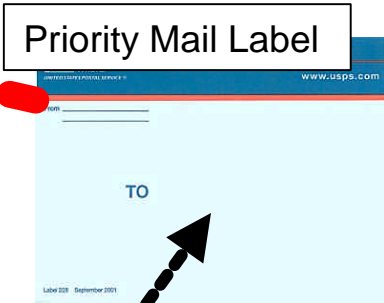 Priority Mail Label
UNITED STATES POSTAL SERVICE ®
www.usps.com
From
TO
Label 228 September 2001